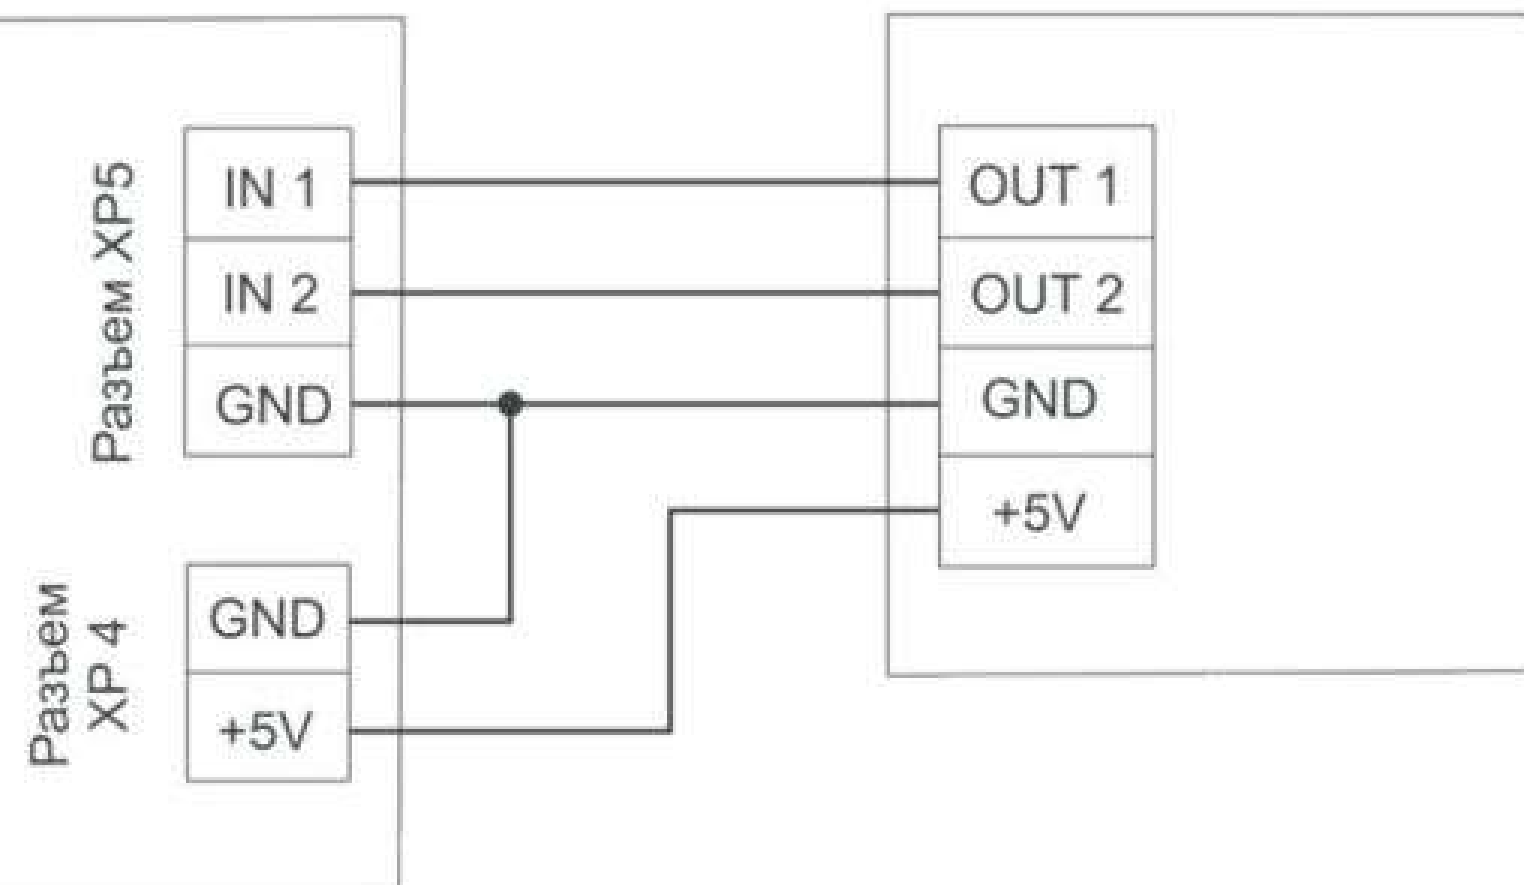 Разъем XP5
IN 1
IN 2
GND
Разъем
XP 4
GND
+5V
OUT 1
OUT 2
GND
+5V